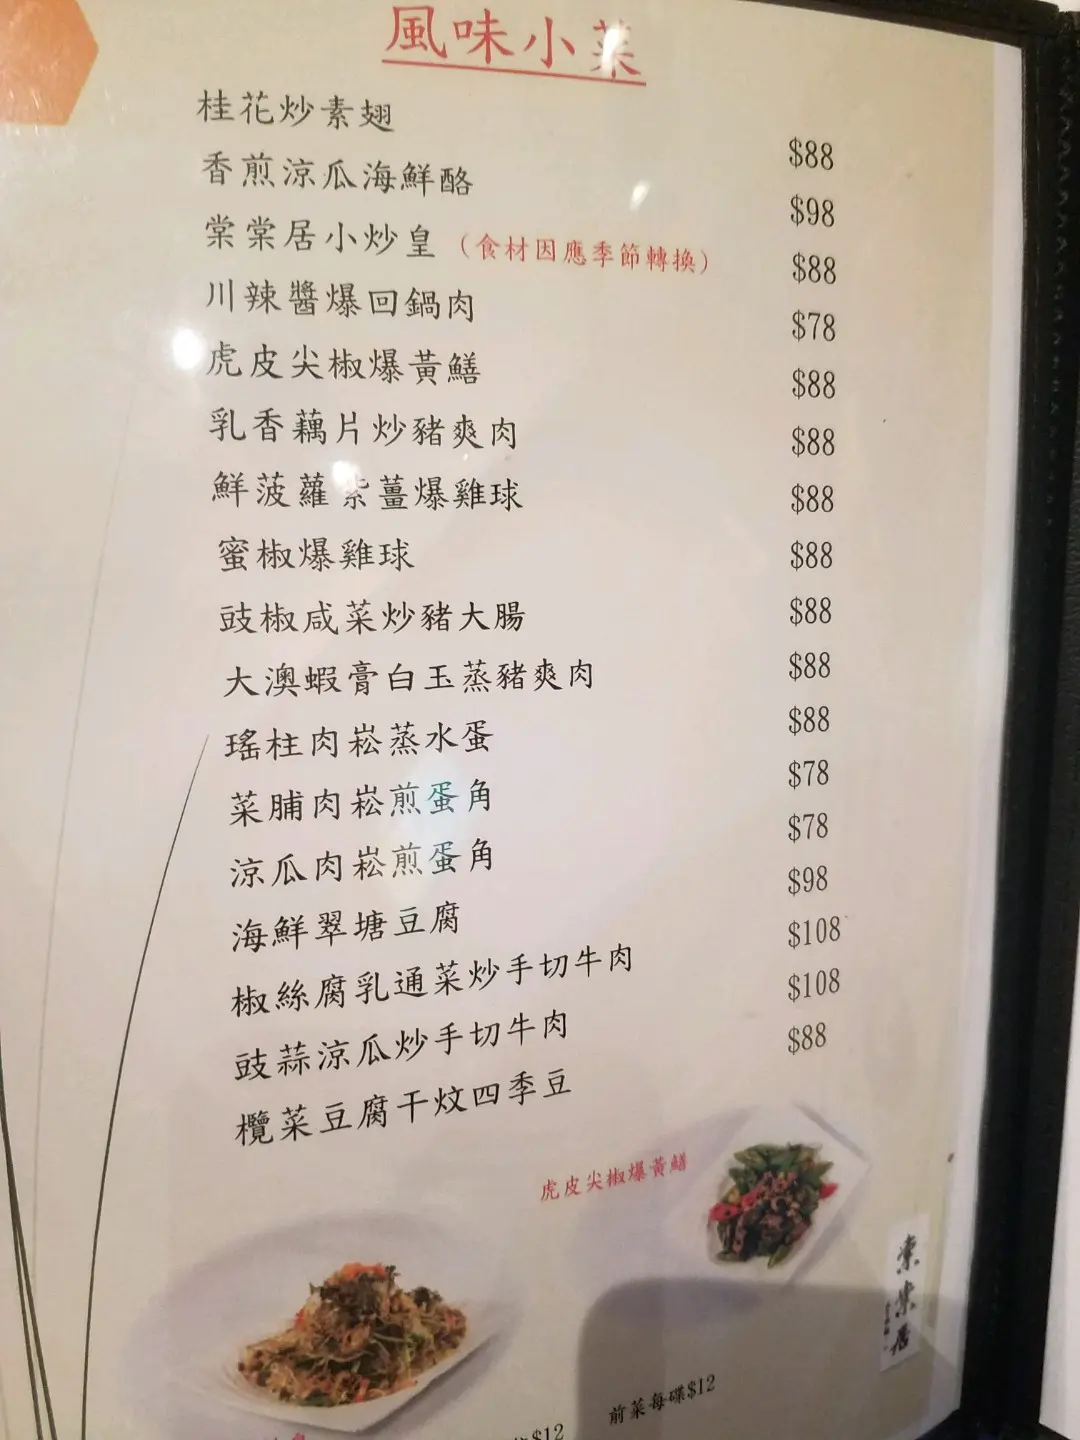 風味小菜
桂花炒素翅 $88
香煎涼瓜海鮮酪 $98
棠棠居小炒皇 （食材因應季節轉換） $88
川辣醬爆回鍋肉 $78
虎皮尖椒爆黃鱔 $88
乳香藕片炒豬爽肉 $88
鮮菠蘿紫薑爆雞球 $88
蜜椒爆雞球 $88
豉椒咸菜炒豬大腸 $88
大澳蝦膏白玉蒸豬爽肉 $88
瑤柱肉崧蒸水蛋 $88
菜脯肉崧煎蛋角 $78
涼瓜肉崧煎蛋角 $78
海鮮翠塘豆腐 $98
椒絲腐乳通菜炒手切牛肉 $108
豉蒜涼瓜炒手切牛肉 $108
欖菜豆腐干炆四季豆 $88
虎皮尖椒爆黃鱔
棠棠居
前菜每碟$12
$12